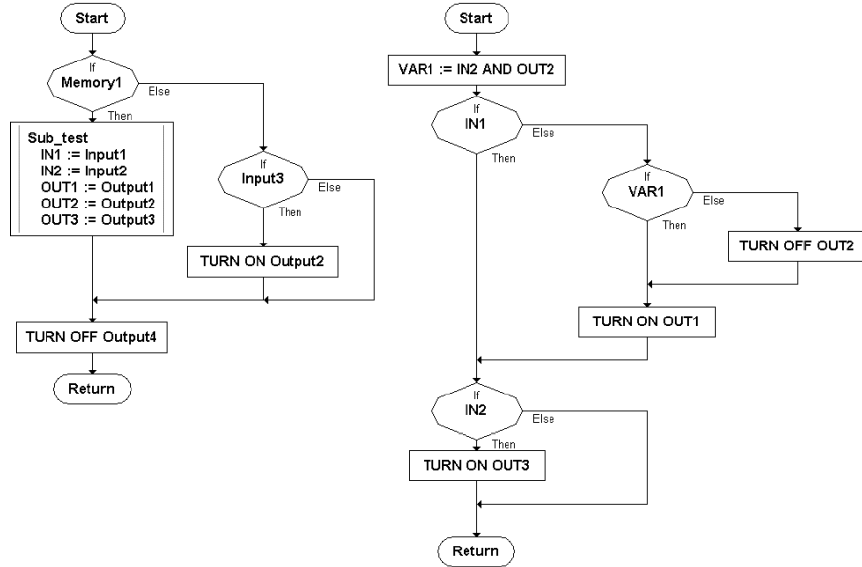 Start
If
Memory1
Else
Then
Sub_test
IN1 := Input1
IN2 := Input2
OUT1 := Output1
OUT2 := Output2
OUT3 := Output3
If
Input3
Else
Then
TURN ON Output2
TURN OFF Output4
Return
Start
VAR1 := IN2 AND OUT2
If
IN1
Else
Then
If
VAR1
Else
Then
TURN OFF OUT2
TURN ON OUT1
If
IN2
Else
Then
TURN ON OUT3
Return